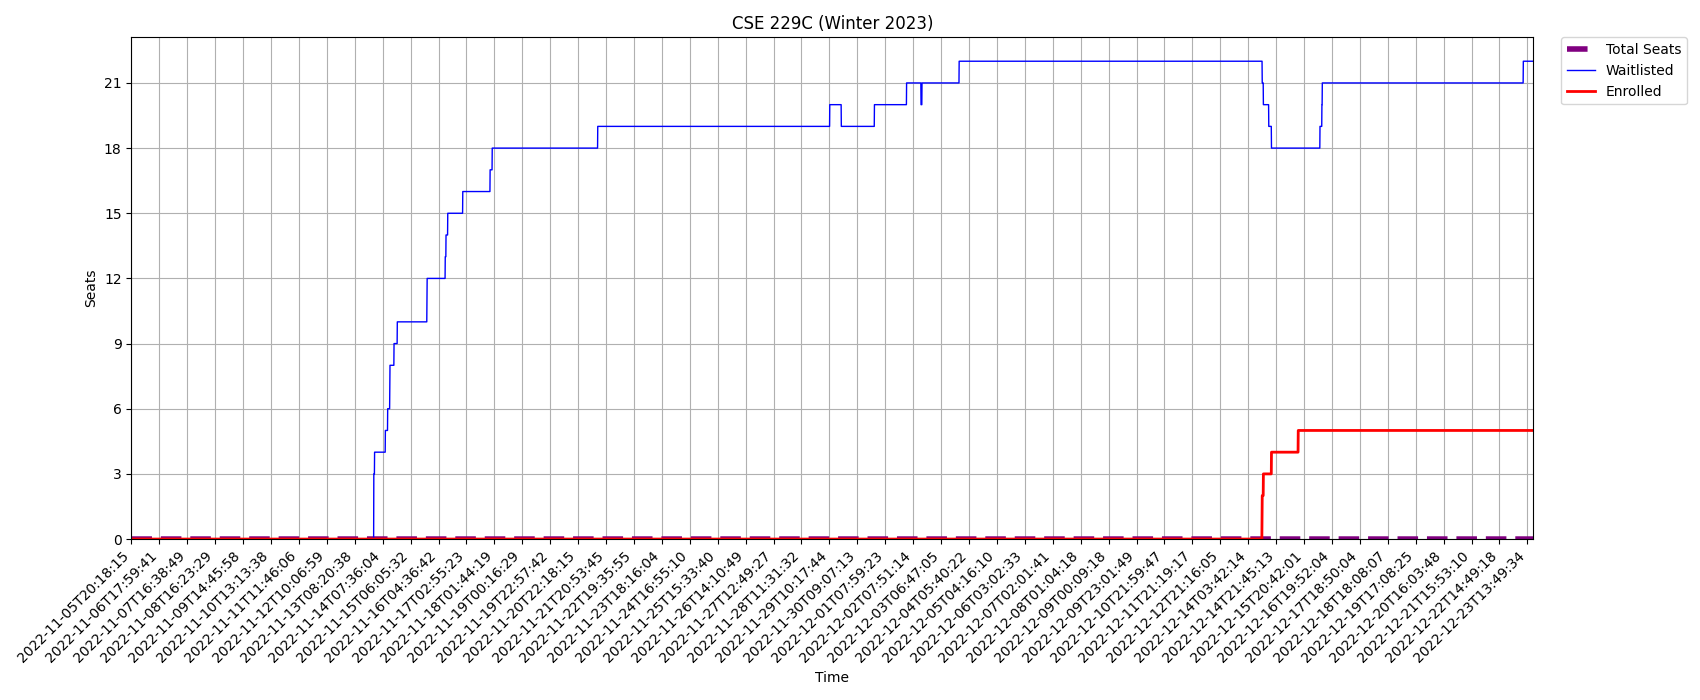 CSE 229C (Winter 2023)
Total Seats
Waitlisted
Enrolled
21
18
15
12
9
6
3
0
Seats
2022-11-05T20:18:15
2022-11-06T17:59:41
2022-11-07T16:38:49
2022-11-08T16:23:29
2022-11-09T14:45:58
2022-11-10T13:13:38
2022-11-11T11:46:06
2022-11-12T10:06:59
2022-11-13T08:20:38
2022-11-14T07:36:04
2022-11-15T06:05:32
2022-11-16T04:36:42
2022-11-17T02:55:23
2022-11-18T01:44:19
2022-11-19T00:16:29
2022-11-19T22:57:42
2022-11-20T22:18:15
2022-11-21T20:53:45
2022-11-22T19:35:55
2022-11-23T18:16:04
2022-11-24T16:55:10
2022-11-25T15:33:40
2022-11-26T14:10:49
2022-11-27T12:49:27
2022-11-28T11:31:32
2022-11-29T10:17:44
2022-11-30T09:07:13
2022-12-01T07:59:23
2022-12-02T07:51:14
2022-12-03T06:47:05
2022-12-04T05:40:22
2022-12-05T04:16:10
2022-12-06T03:02:33
2022-12-07T02:01:41
2022-12-08T01:04:18
2022-12-09T00:09:18
2022-12-09T23:01:49
2022-12-10T21:59:47
2022-12-11T21:19:17
2022-12-12T21:16:05
2022-12-14T03:42:14
2022-12-14T21:45:13
2022-12-15T20:42:01
2022-12-16T19:52:04
2022-12-17T18:50:04
2022-12-18T18:08:07
2022-12-19T17:08:25
2022-12-20T16:03:48
2022-12-21T15:53:10
2022-12-22T14:49:18
2022-12-23T13:49:34
Time